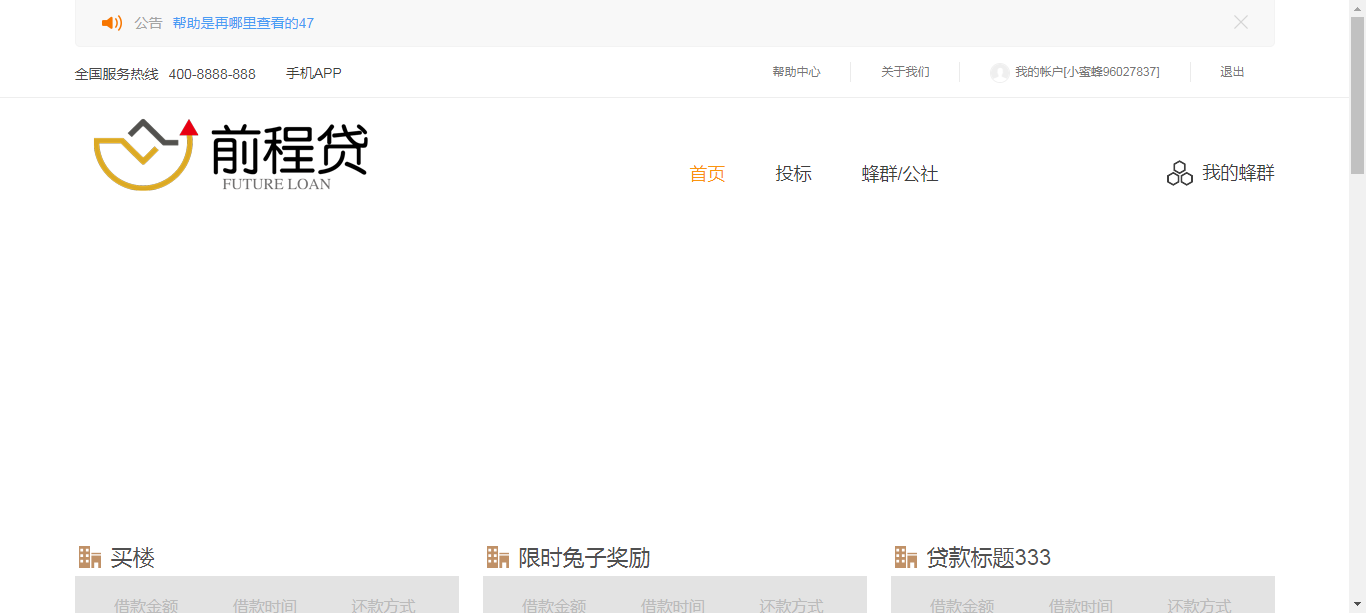 公告 帮助是再哪里查看的47
全国服务热线 400-8888-888 手机APP 帮助中心 关于我们 我的帐户[小蜜蜂96027837] 退出
前程贷
FUTURE LOAN
首页 投标 蜂群/公社 我的蜂群
买楼 限时兔子奖励 贷款标题333
借款金额 借款时间 还款方式 借款金额 借款时间 还款方式 借款金额 借款时间 还款方式